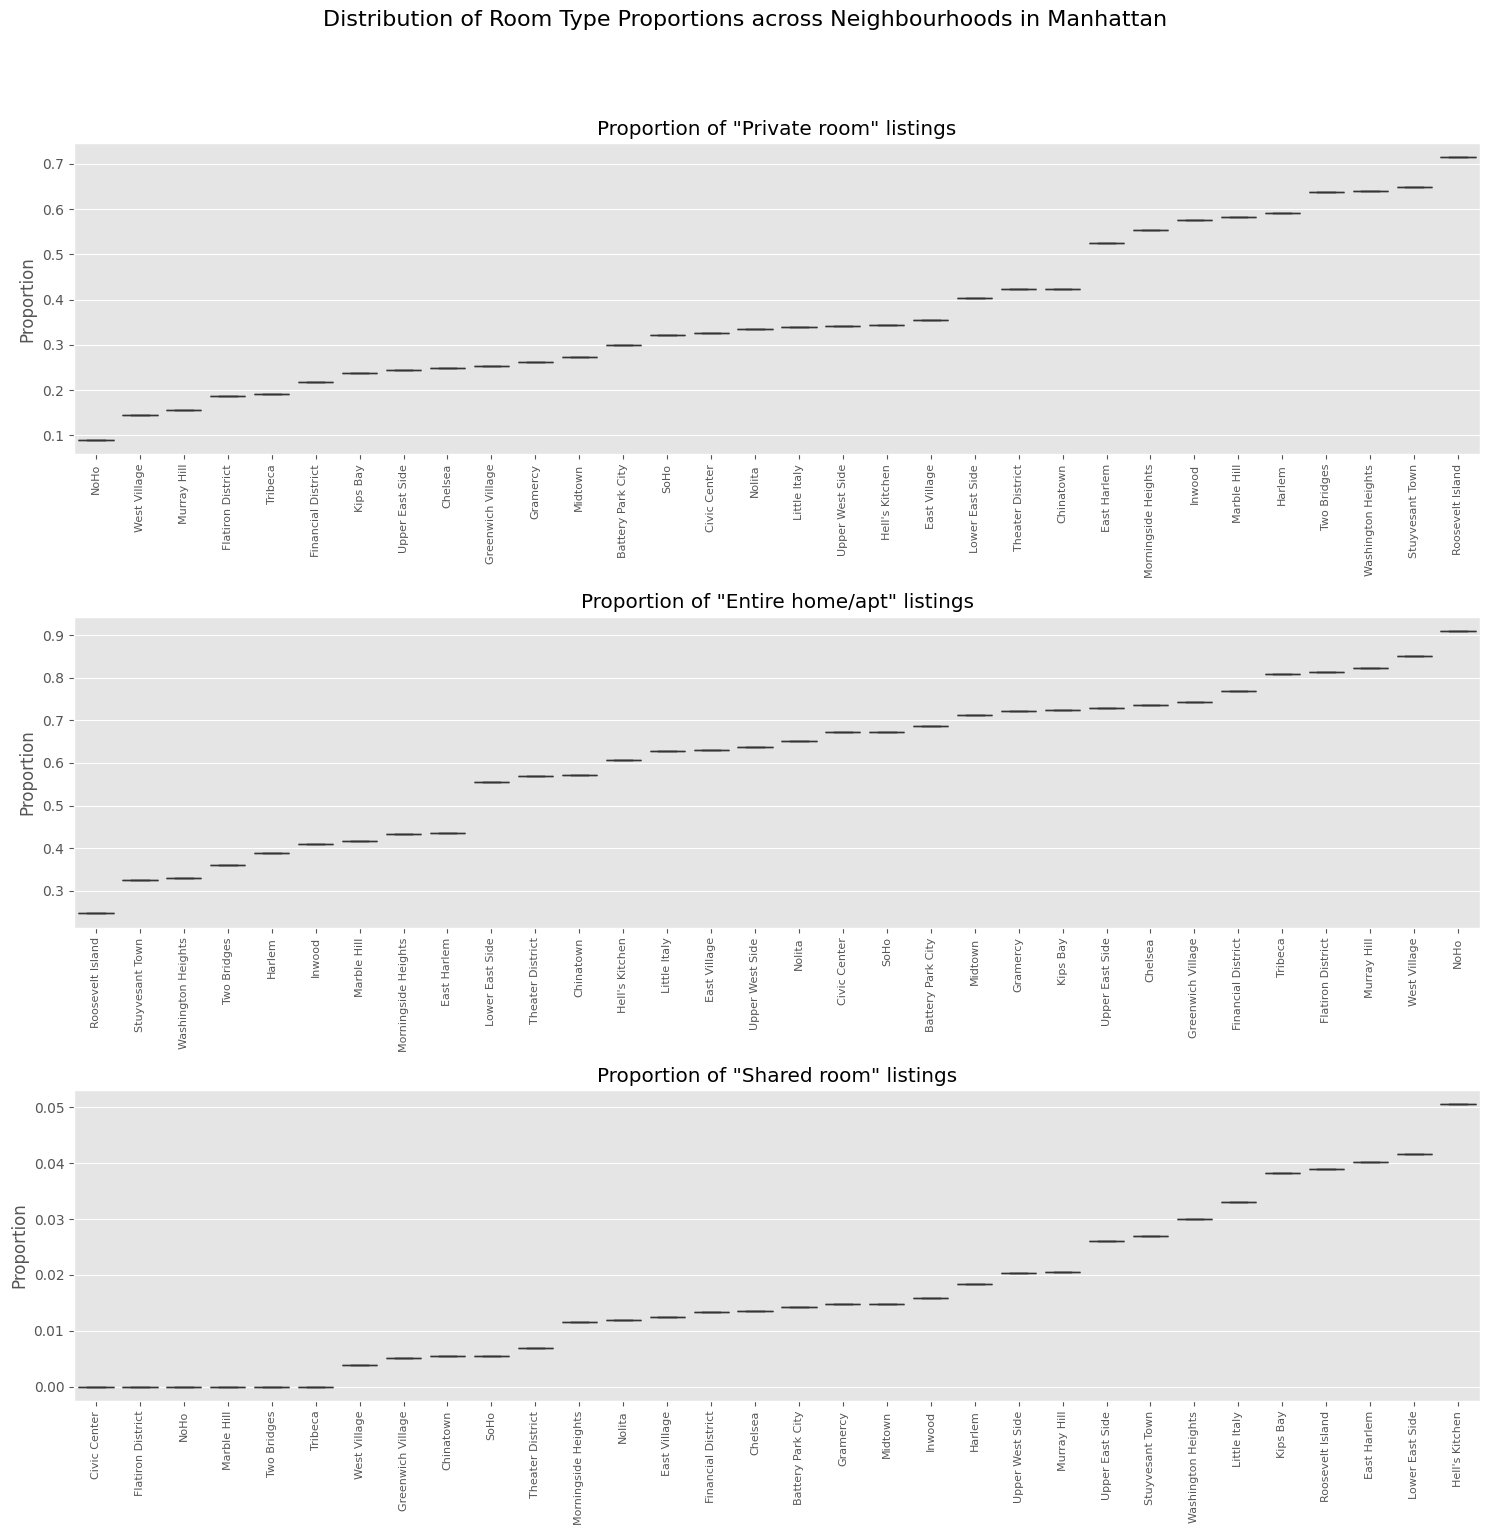 Distribution of Room Type Proportions across Neighbourhoods in Manhattan
Proportion of "Private room" listings
Proportion
0.7
0.6
0.5
0.4
0.3
0.2
0.1
NoHo
West Village
Murray Hill
Flatiron District
Tribeca
Financial District
Kips Bay
Upper East Side
Chelsea
Greenwich Village
Gramercy
Midtown
Battery Park City
SoHo
Civic Center
Nolita
Little Italy
Upper West Side
Hell's Kitchen
East Village
Lower East Side
Theater District
Chinatown
East Harlem
Morningside Heights
Inwood
Marble Hill
Harlem
Two Bridges
Washington Heights
Stuyvesant Town
Roosevelt Island
Proportion of "Entire home/apt" listings
Proportion
0.9
0.8
0.7
0.6
0.5
0.4
0.3
Roosevelt Island
Stuyvesant Town
Washington Heights
Two Bridges
Harlem
Inwood
Marble Hill
Morningside Heights
East Harlem
Lower East Side
Theater District
Chinatown
Hell's Kitchen
Little Italy
East Village
Upper West Side
Nolita
Civic Center
SoHo
Battery Park City
Midtown
Gramercy
Kips Bay
Upper East Side
Chelsea
Greenwich Village
Financial District
Tribeca
Flatiron District
Murray Hill
West Village
NoHo
Proportion of "Shared room" listings
Proportion
0.05
0.04
0.03
0.02
0.01
0.00
Civic Center
Flatiron District
NoHo
Marble Hill
Two Bridges
Tribeca
West Village
Greenwich Village
Chinatown
SoHo
Theater District
Morningside Heights
Nolita
East Village
Financial District
Chelsea
Battery Park City
Gramercy
Midtown
Inwood
Harlem
Upper West Side
Murray Hill
Upper East Side
Stuyvesant Town
Washington Heights
Little Italy
Kips Bay
Roosevelt Island
East Harlem
Lower East Side
Hell's Kitchen